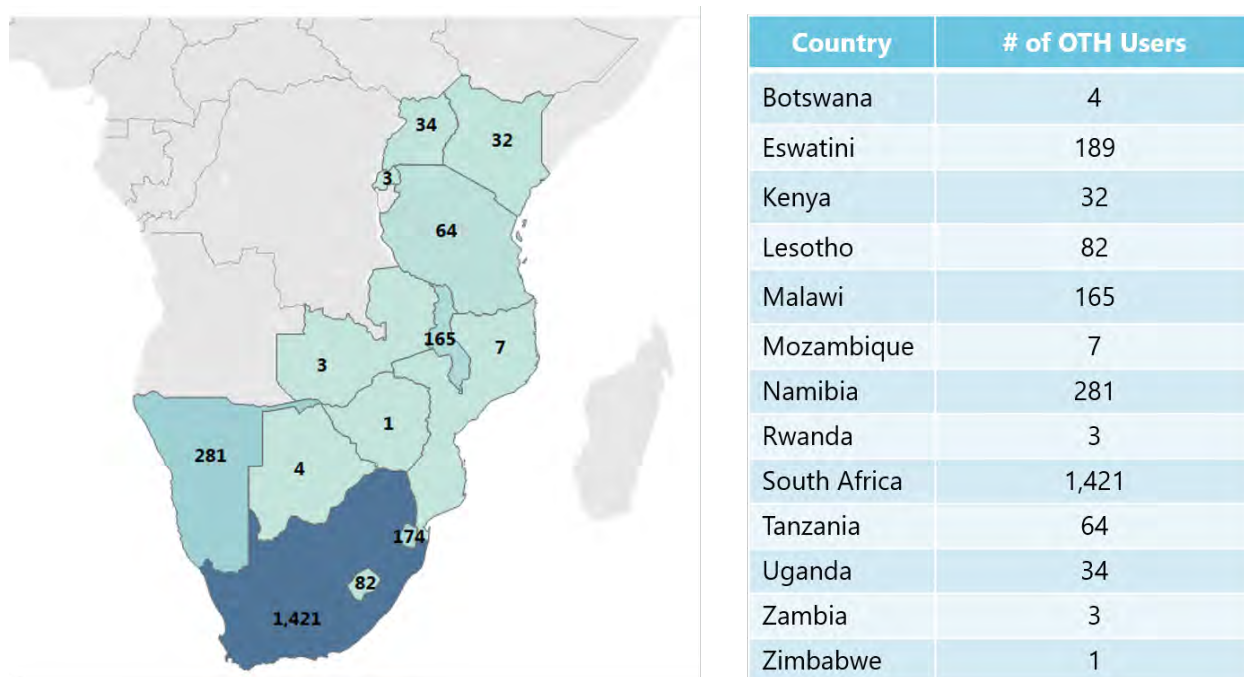 34
32
3
64
165
7
3
1
281
4
174
82
1,421
Country # of OTH Users
Botswana 4
Eswatini 189
Kenya 32
Lesotho 82
Malawi 165
Mozambique 7
Namibia 281
Rwanda 3
South Africa 1,421
Tanzania 64
Uganda 34
Zambia 3
Zimbabwe 1